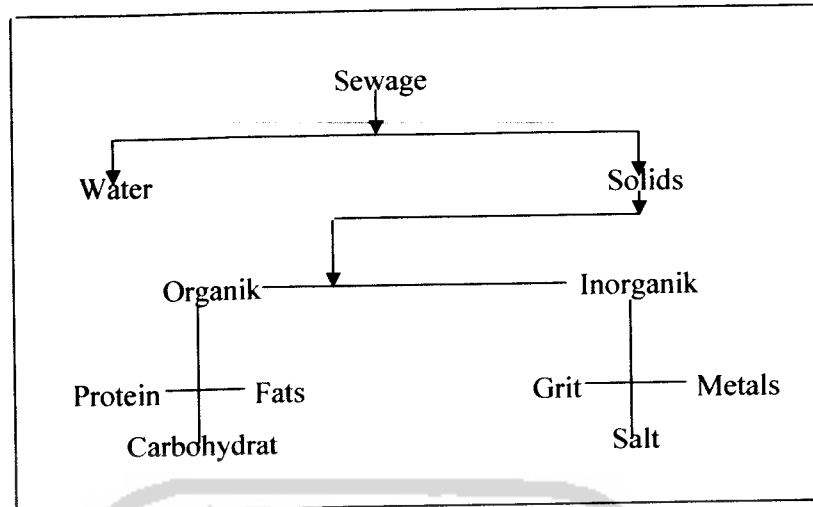 Sewage
Water Solids
Organik Inorganik
Protein Fats Grit Metals
Carbohydrat Salt